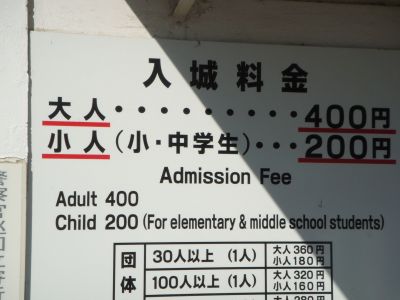 入城料金
大人・・・・・・・・・400円
小人(小・中学生)・・・200円
Admission Fee
Adult 400
Child 200 (For elementary & middle school students)
団体
30人以上 (1人) 大人360円
小人180円
100人以上 (1人) 大人320円
小人160円